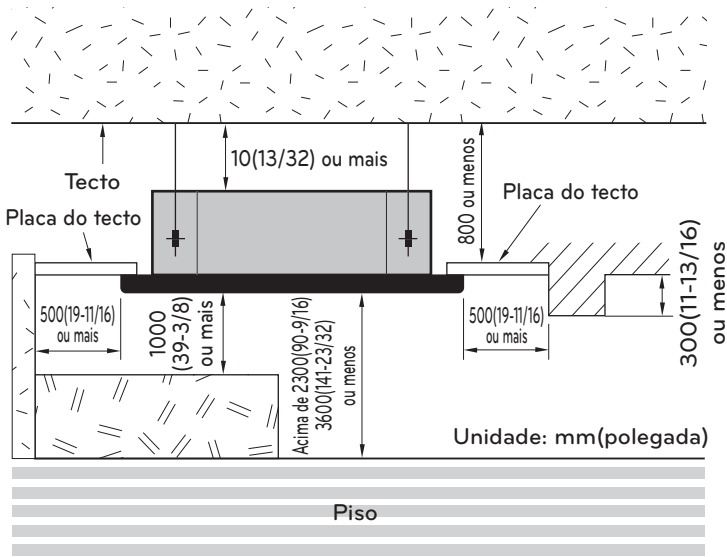 10(13/32) ou mais
Tecto
800 ou menos
Placa do tecto
Placa do tecto
300(11-13/16)
ou menos
500(19-11/16)
ou mais
1000
(39-3/8)
ou mais
Acima de 2300(90-9/16)
3600(141-23/32)
ou menos
500(19-11/16)
ou mais
Unidade: mm(polegada)
Piso